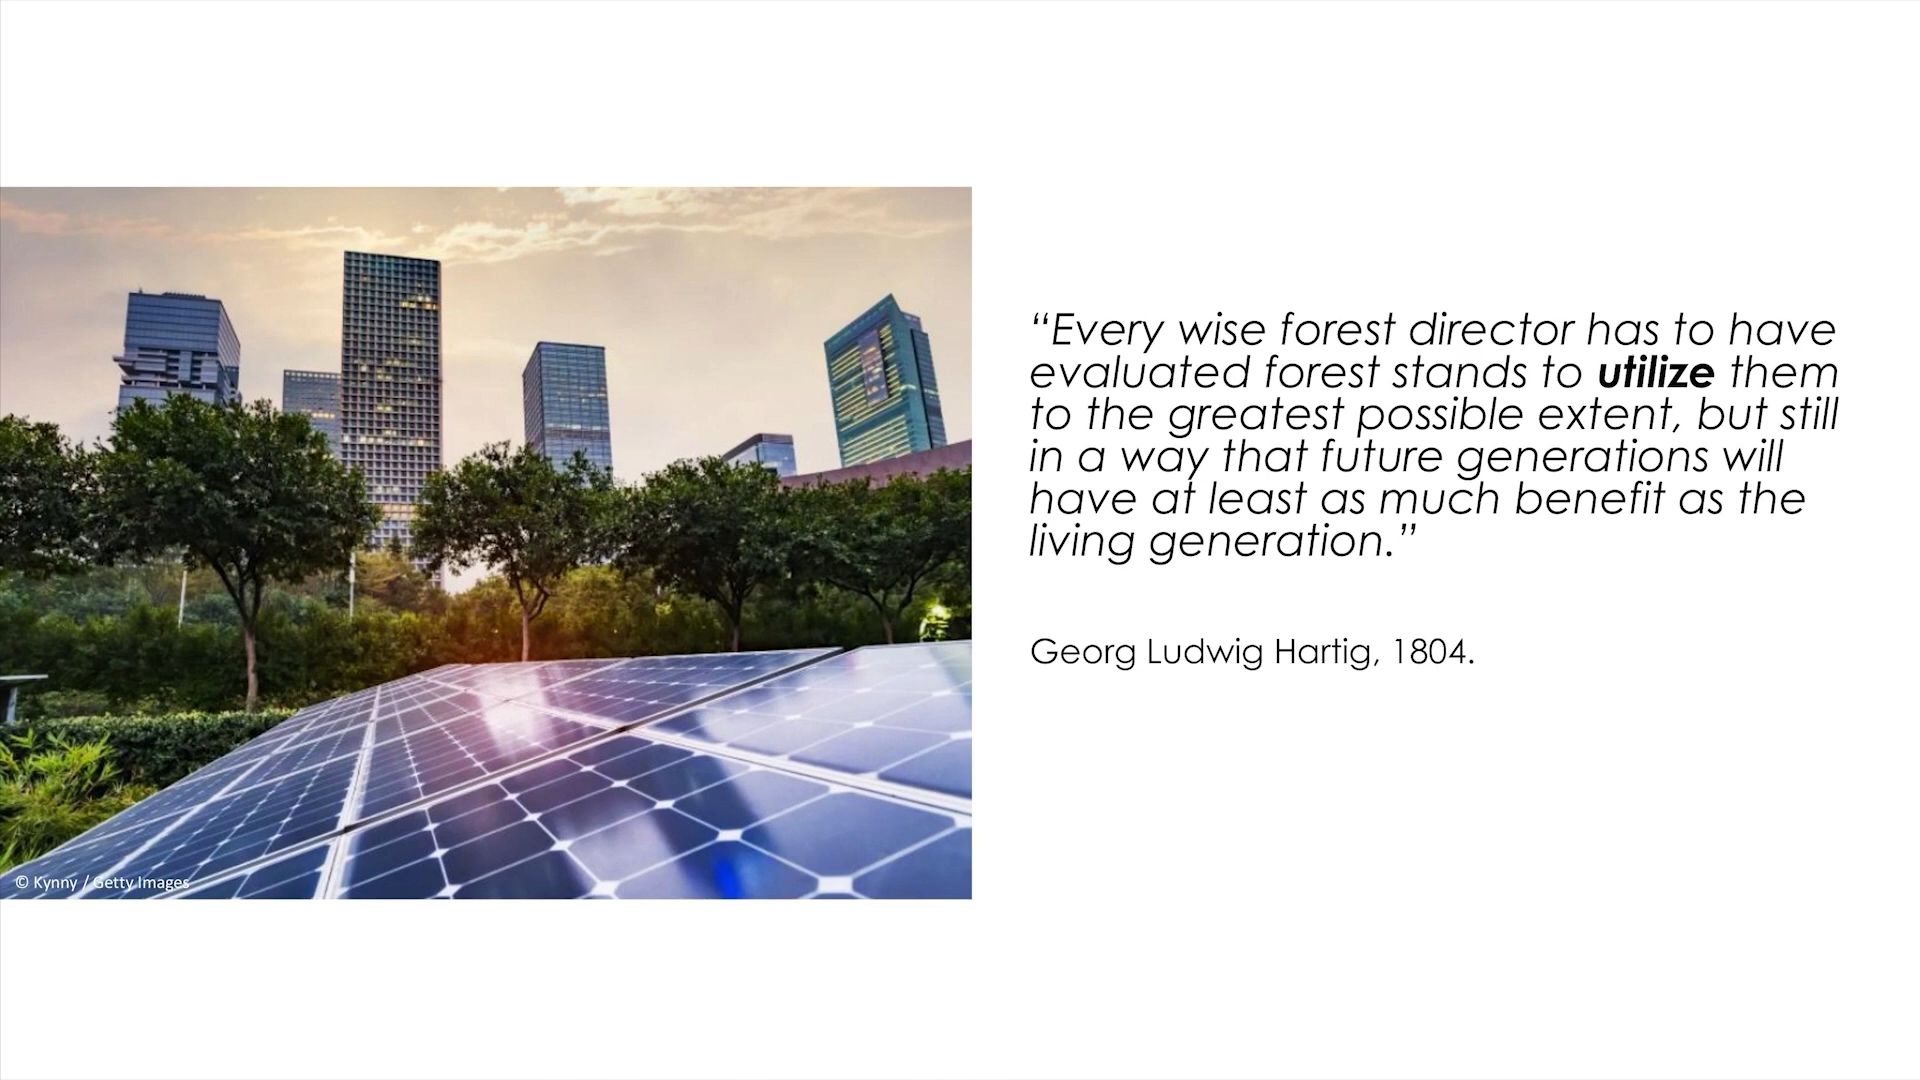 “Every wise forest director has to have
evaluated forest stands to utilize them
to the greatest possible extent, but still
in a way that future generations will
have at least as much benefit as the
living generation.”
Georg Ludwig Hartig, 1804.
© Kynny / Getty Images